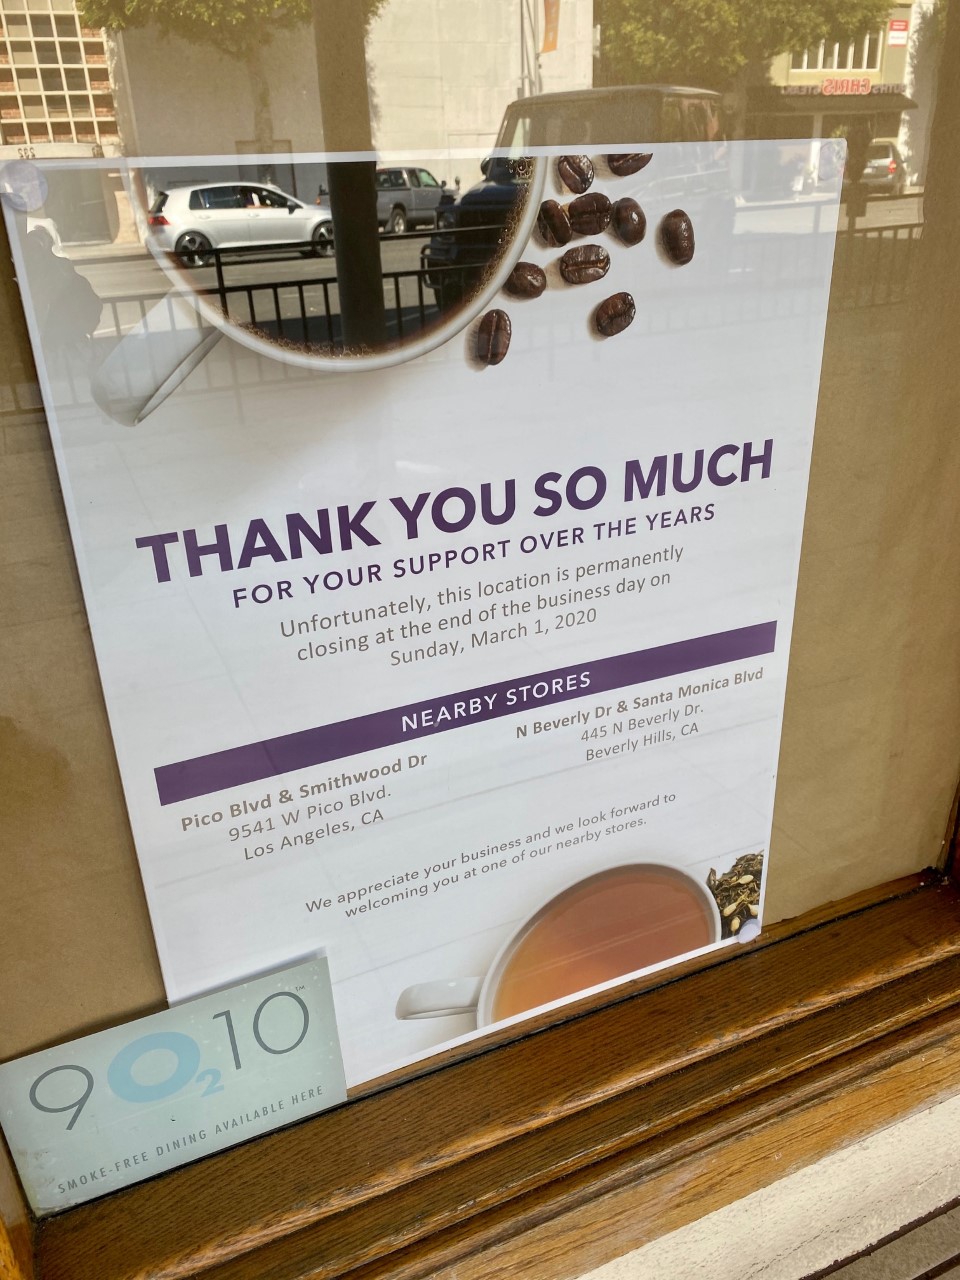 THANK YOU SO MUCH
FOR YOUR SUPPORT OVER THE YEARS
Unfortunately, this location is permanently
closing at the end of the business day on
Sunday, March 1, 2020
NEARBY STORES
Pico Blvd & Smithwood Dr
9541 W Pico Blvd.
Los Angeles, CA
N Beverly Dr & Santa Monica Blvd
445 N Beverly Dr.
Beverly Hills, CA
We appreciate your business and we look forward to
welcoming you at one of our nearby stores.
9O₂10™
SMOKE-FREE DINING AVAILABLE HERE